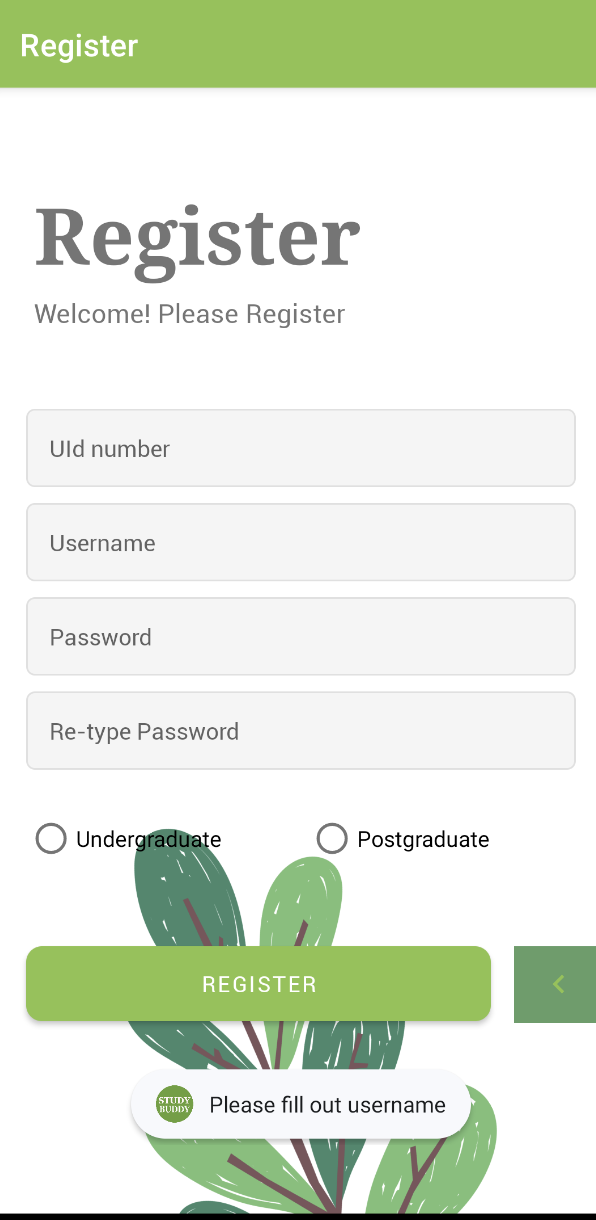 Register
Register
Welcome! Please Register
UId number
Username
Password
Re-type Password
Undergraduate
Postgraduate
REGISTER
STUDY
BUDDY
Please fill out username